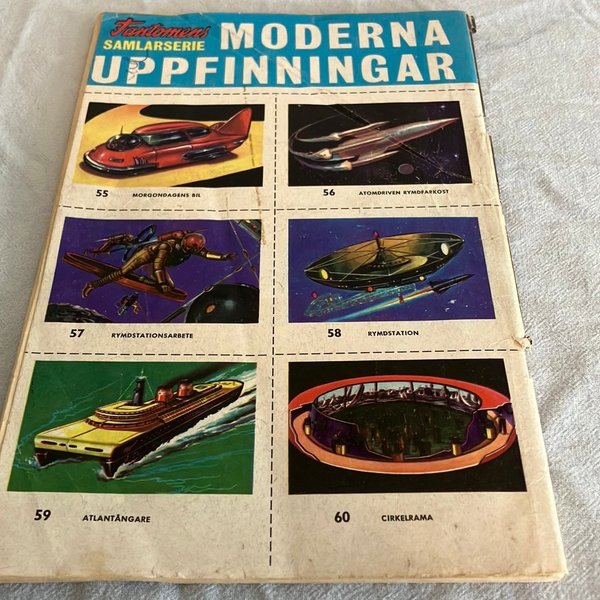 Fantomens
SAMLARSERIE
MODERNA
UPPFINNINGAR
55 MORGONDAGENS BIL
56 ATOMDRIVEN RYMDFARKOST
57 RYMDSTATIONSARBETE
58 RYMDSTATION
59 ATLANTÅNGARE
60 CIRKELRAMA